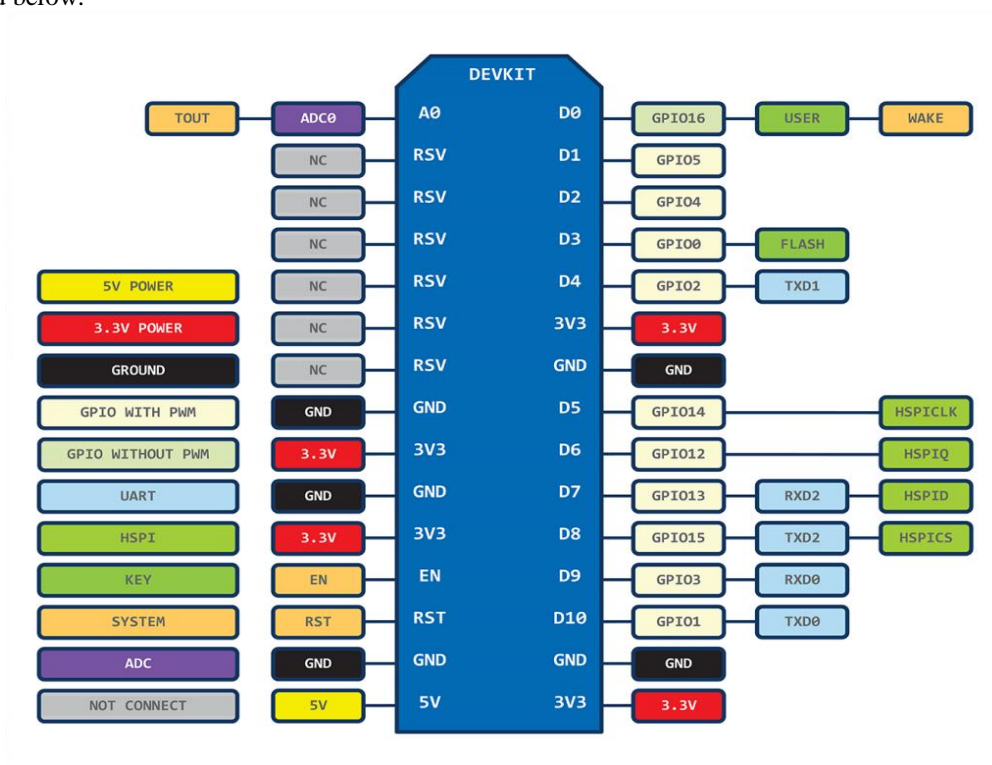 below.
DEVKIT
TOUT ADC0 A0 D0 GPIO16 USER WAKE
NC RSV D1 GPIO5
NC RSV D2 GPIO4
NC RSV D3 GPIO0 FLASH
5V POWER NC RSV D4 GPIO2 TXD1
3.3V POWER NC RSV 3V3 3.3V
GROUND NC RSV GND GND
GPIO WITH PWM GND GND D5 GPIO14 HSPICLK
GPIO WITHOUT PWM 3.3V 3V3 D6 GPIO12 HSPIQ
UART GND GND D7 GPIO13 RXD2 HSPID
HSPI 3.3V 3V3 D8 GPIO15 TXD2 HSPICS
KEY EN EN D9 GPIO3 RXD0
SYSTEM RST RST D10 GPIO1 TXD0
ADC GND GND GND GND
NOT CONNECT 5V 5V 3V3 3.3V